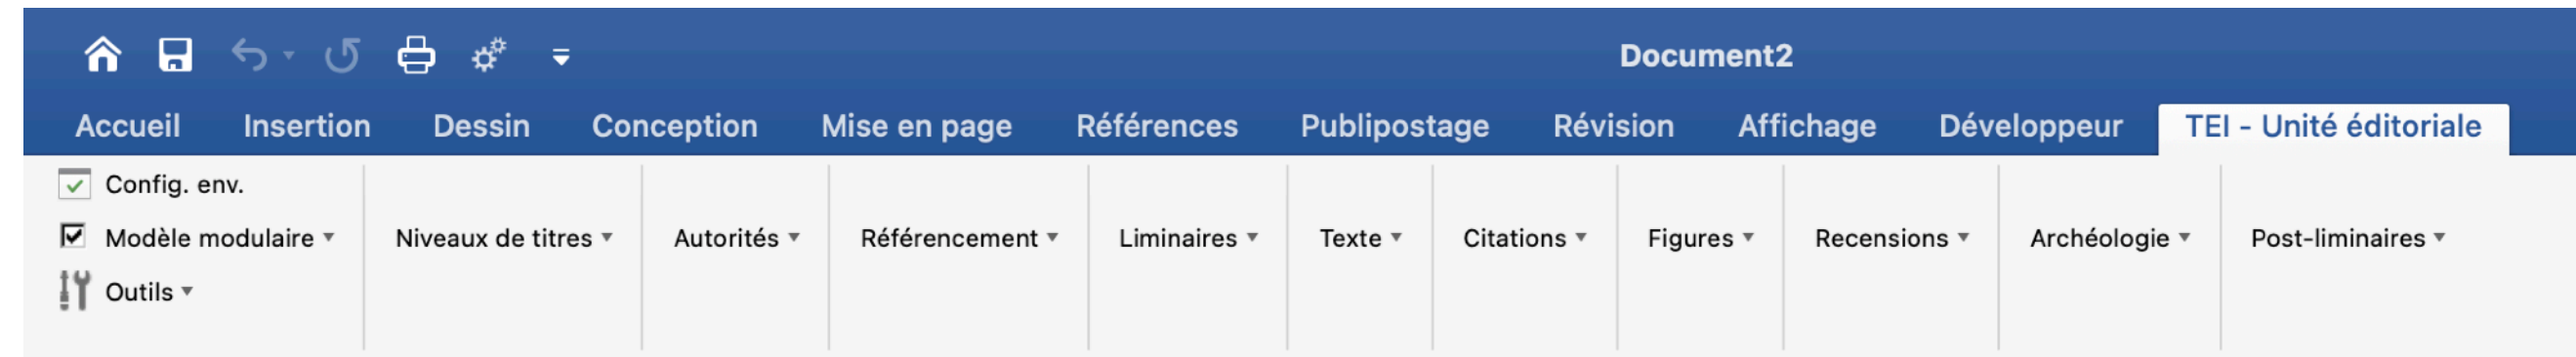 Document2
Accueil Insertion Dessin Conception Mise en page Références Publipostage Révision Affichage Développeur TEI - Unité éditoriale
Config. env.
Modèle modulaire Niveaux de titres Autorités Référencement Liminaires Texte Citations Figures Recensions Archéologie Post-liminaires
Outils